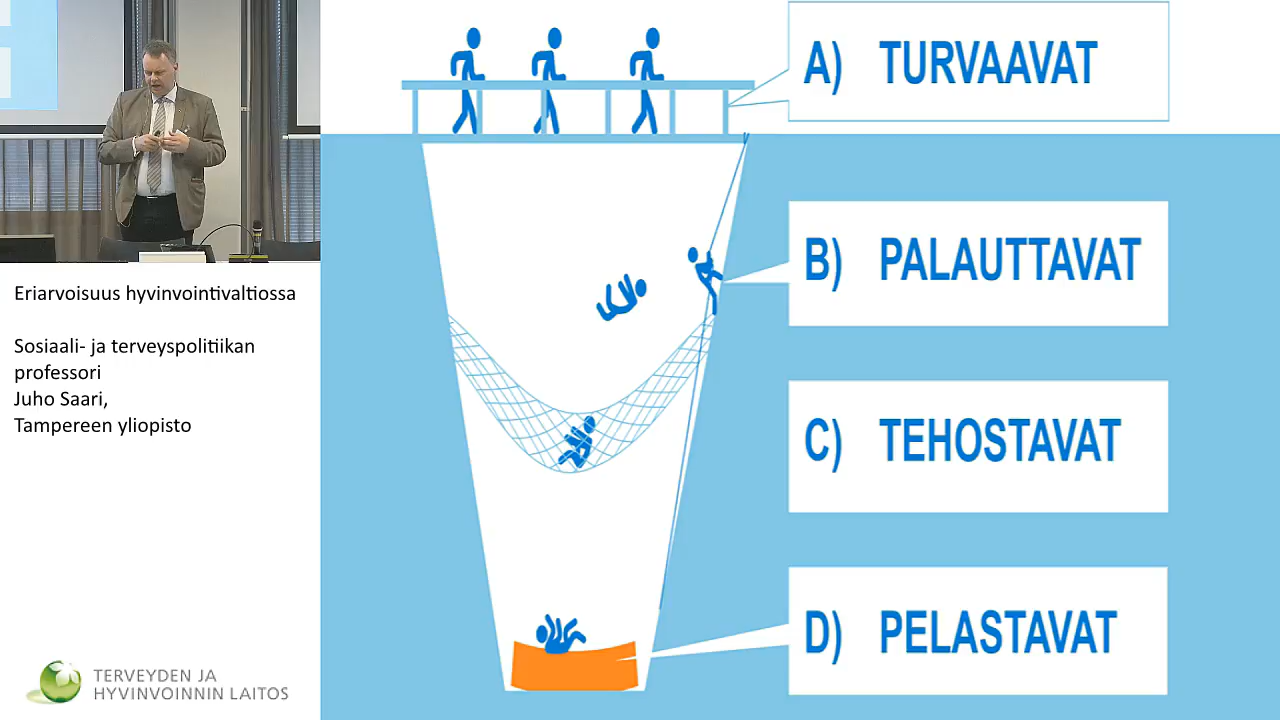 Eriarvoisuus hyvinvointivaltiossa
Sosiaali- ja terveyspolitiikan
professori
Juho Saari,
Tampereen yliopisto
TERVEYDEN JA
HYVINVOINNIN LAITOS
A) TURVAAVAT
B) PALAUTTAVAT
C) TEHOSTAVAT
D) PELASTAVAT